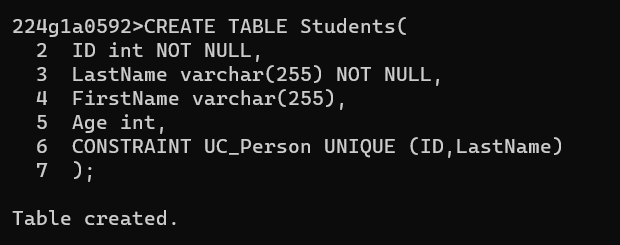 224g1a0592>CREATE TABLE Students(
  2  ID int NOT NULL,
  3  LastName varchar(255) NOT NULL,
  4  FirstName varchar(255),
  5  Age int,
  6  CONSTRAINT UC_Person UNIQUE (ID,LastName)
  7  );
Table created.